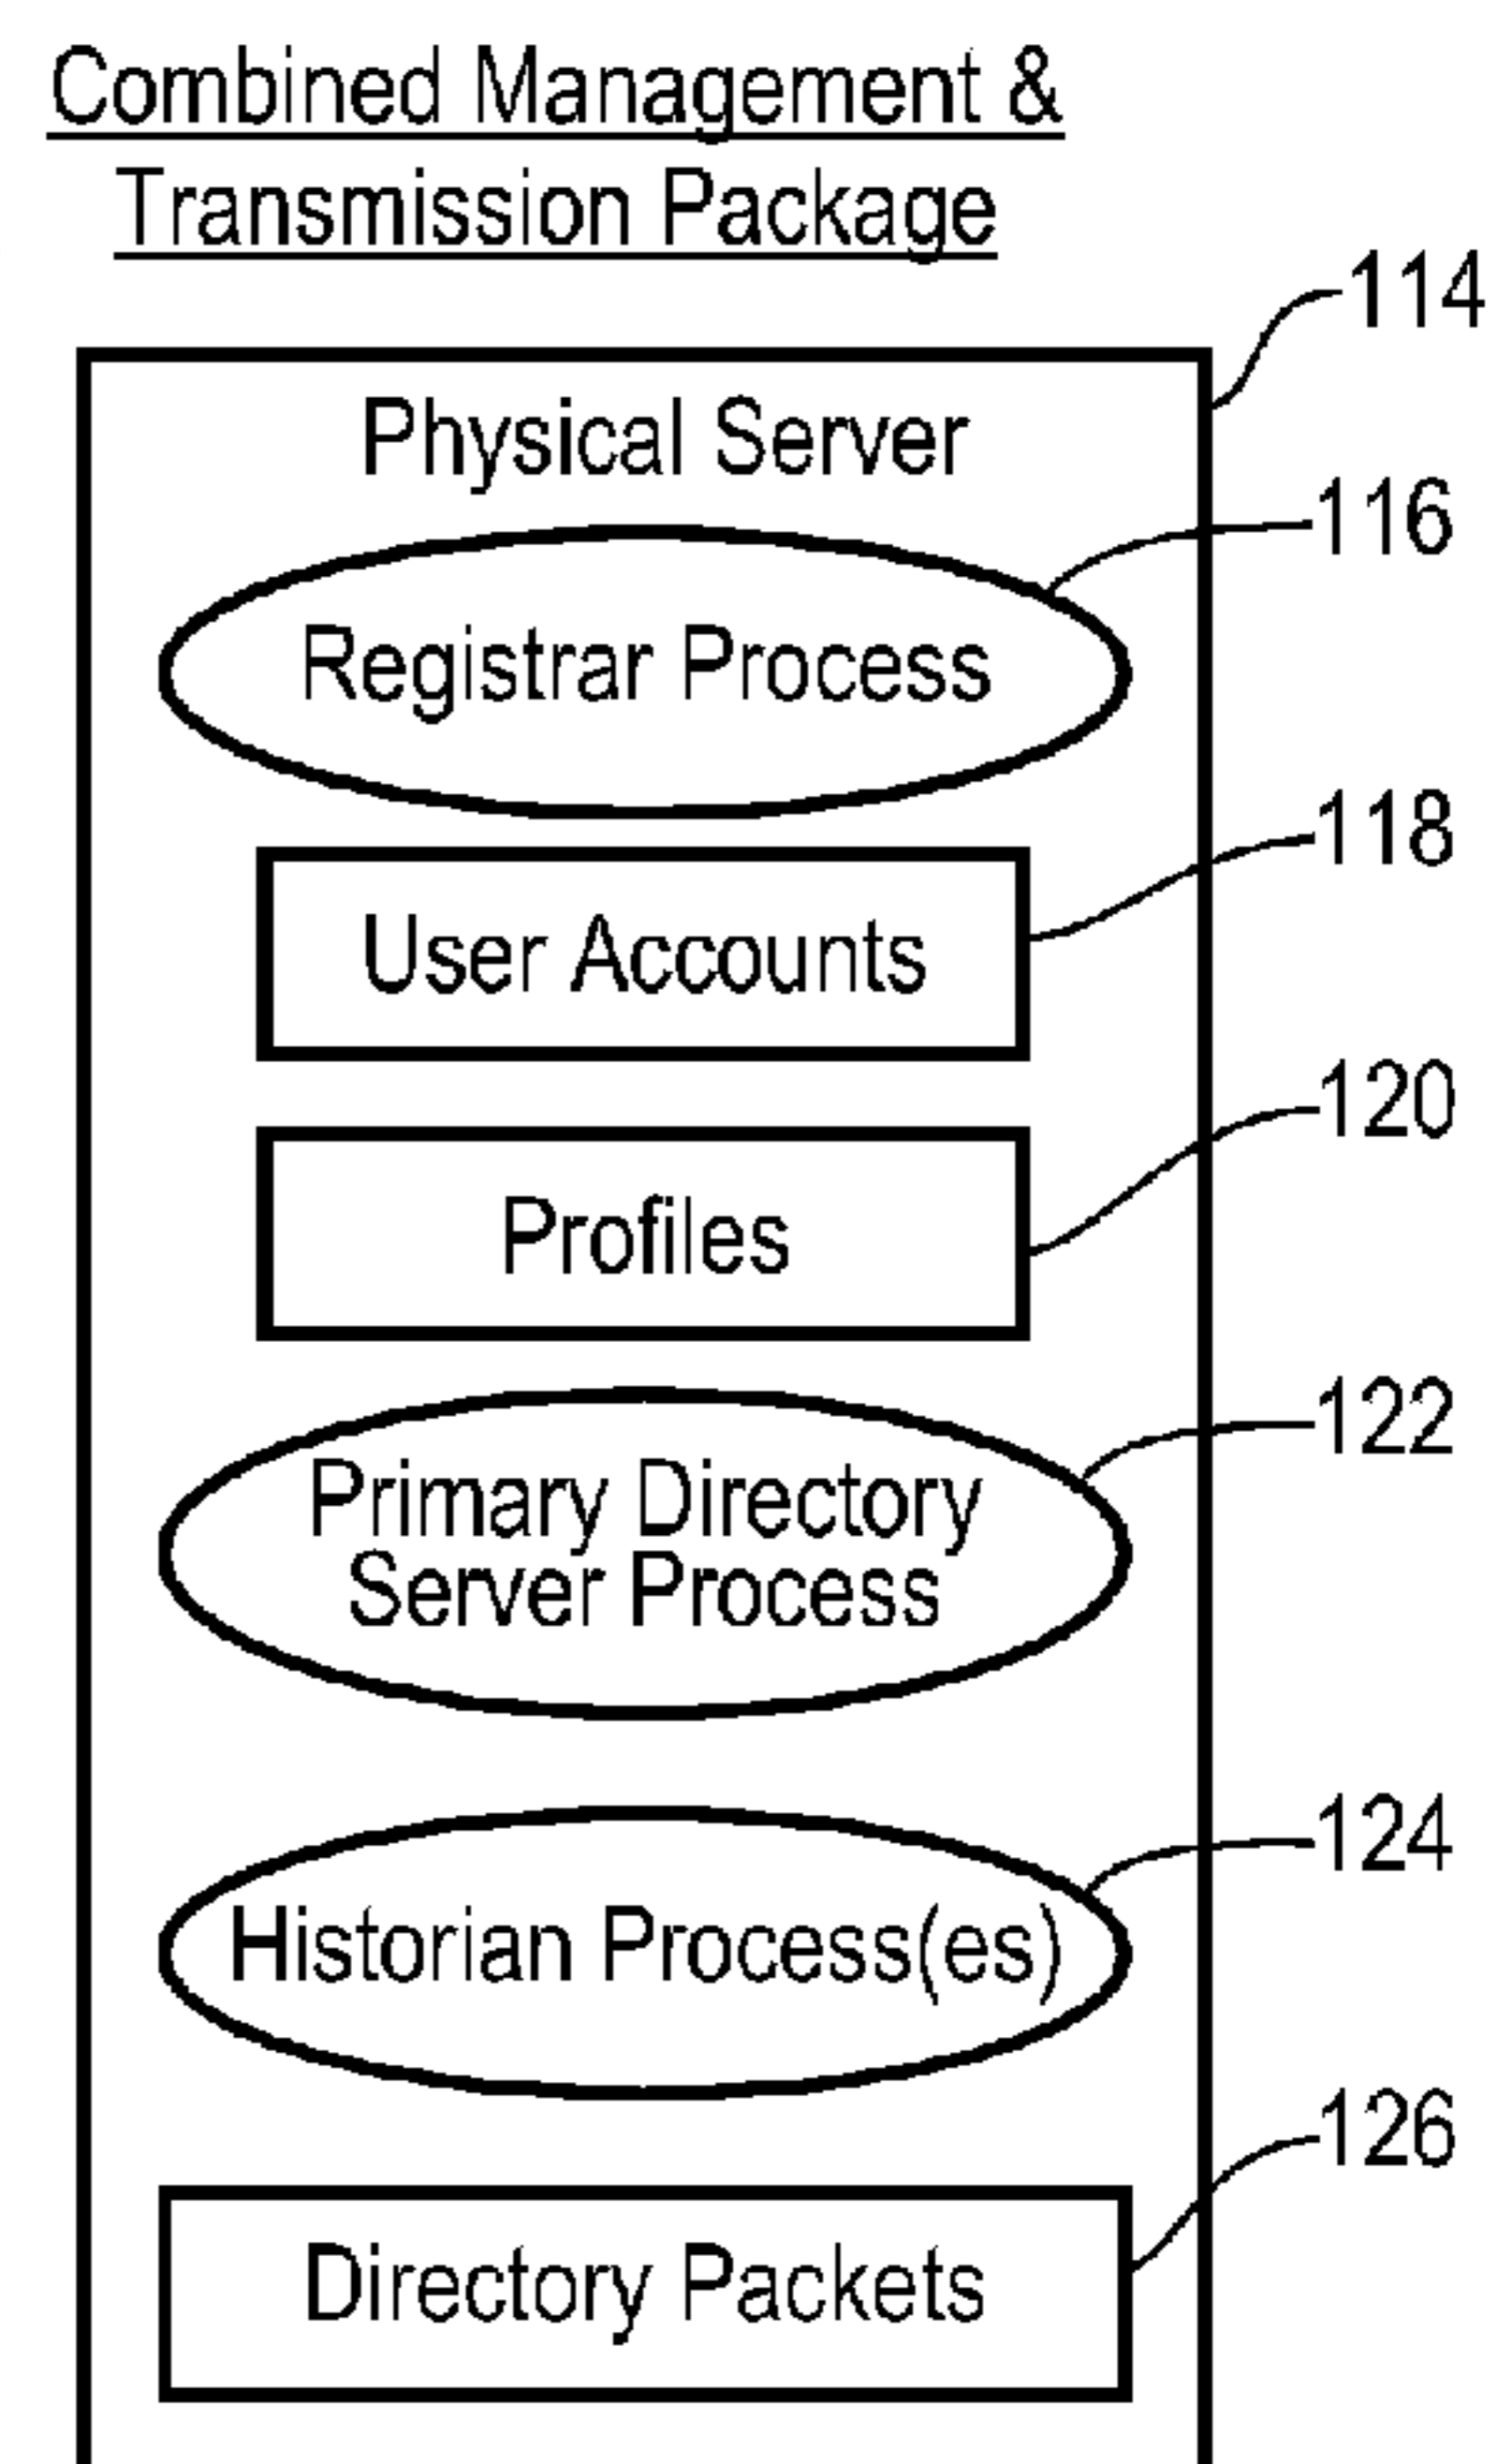 Combined Management &
Transmission Package
114
Physical Server
116
Registrar Process
118
User Accounts
120
Profiles
122
Primary Directory
Server Process
124
Historian Process(es)
126
Directory Packets